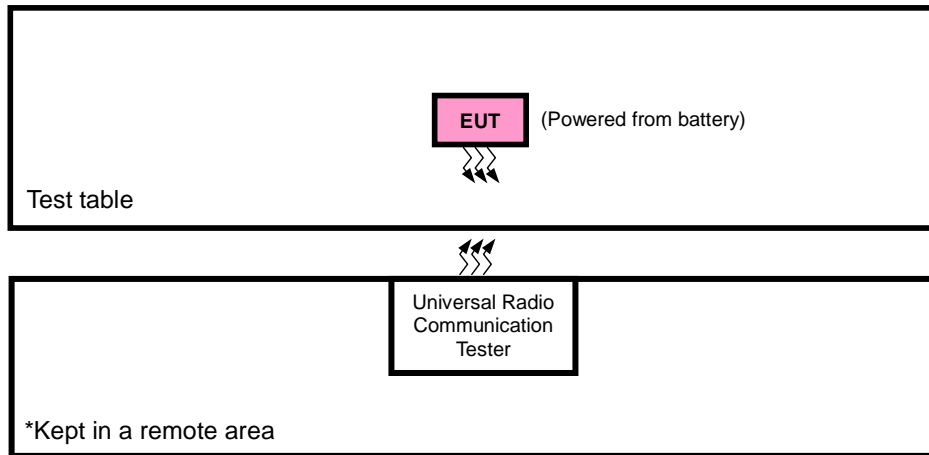 EUT
(Powered from battery)
Test table
Universal Radio
Communication
Tester
*Kept in a remote area